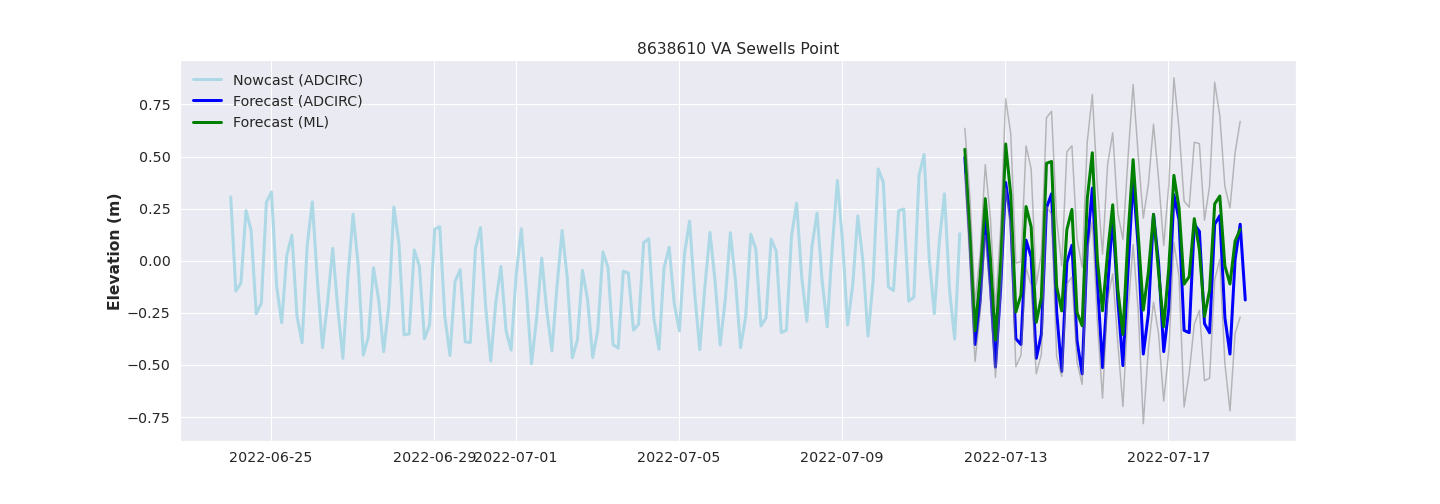 8638610 VA Sewells Point
Nowcast (ADCIRC)
Forecast (ADCIRC)
Forecast (ML)
Elevation (m)
0.75
0.50
0.25
0.00
−0.25
−0.50
−0.75
2022-06-25 2022-06-29 2022-07-01 2022-07-05 2022-07-09 2022-07-13 2022-07-17